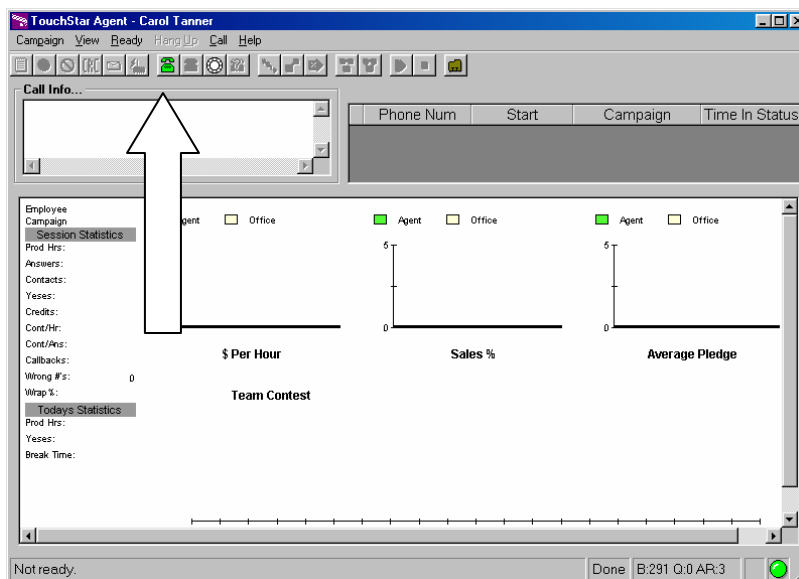 TouchStar Agent - Carol Tanner
Campaign View Ready Hang Up Call Help
Call Info...
Phone Num Start Campaign Time In Status
Employee
Campaign
Session Statistics
Prod Hrs:
Answers:
Contacts:
Yeses:
Credits:
Cont/Hr:
Cont/Ans:
Callbacks:
Wrong #'s: 0
Wrap %:
Todays Statistics
Prod Hrs:
Yeses:
Break Time:
gent Office
$ Per Hour
Agent Office
5
0
Sales %
Agent Office
5
0
Average Pledge
Team Contest
Not ready. Done B:291 Q:0 AR:3